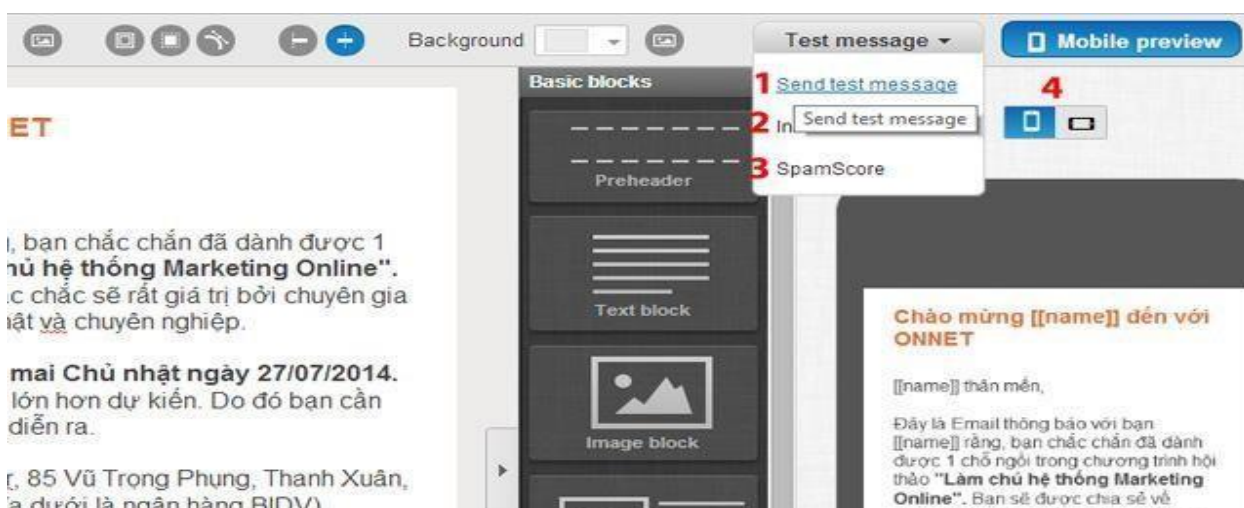 Background
Test message
Mobile preview
Basic blocks
1 Send test message
2 In
Send test message
3 SpamScore
4
Preheader
Text block
Image block
ET
bạn chắc chắn đã dành được 1
hủ hệ thống Marketing Online".
c chắc sẽ rất giá trị bởi chuyên gia
và chuyên nghiệp.
mai Chủ nhật ngày 27/07/2014.
lớn hơn dự kiến. Do đó bạn cần
diễn ra.
85 Vũ Trọng Phụng, Thanh Xuân,
dưới là ngân hàng BIDV)
Chào mừng [[name]] đến với
ONNET
[[name]] thân mến,
Đây là Email thông báo với bạn
[[name]] rằng, bạn chắc chắn đã dành
được 1 chỗ ngồi trong chương trình hội
thảo "Làm chủ hệ thống Marketing
Online". Bạn sẽ được chia sẻ về